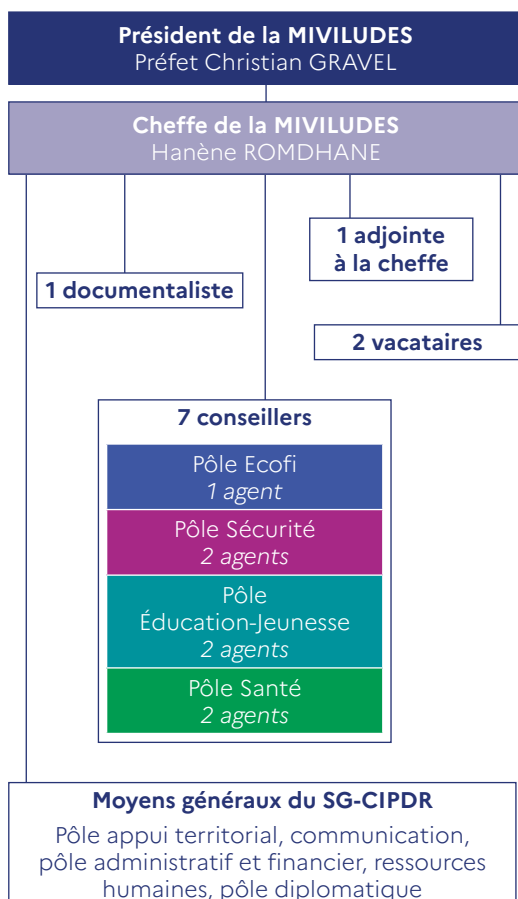 Président de la MIVILUDES
Préfet Christian GRAVEL
Cheffe de la MIVILUDES
Hanène ROMDHANE
1 adjointe
à la cheffe
1 documentaliste
2 vacataires
7 conseillers
Pôle Ecofi
1 agent
Pôle Sécurité
2 agents
Pôle
Éducation-Jeunesse
2 agents
Pôle Santé
2 agents
Moyens généraux du SG-CIPDR
Pôle appui territorial, communication,
pôle administratif et financier, ressources
humaines, pôle diplomatique